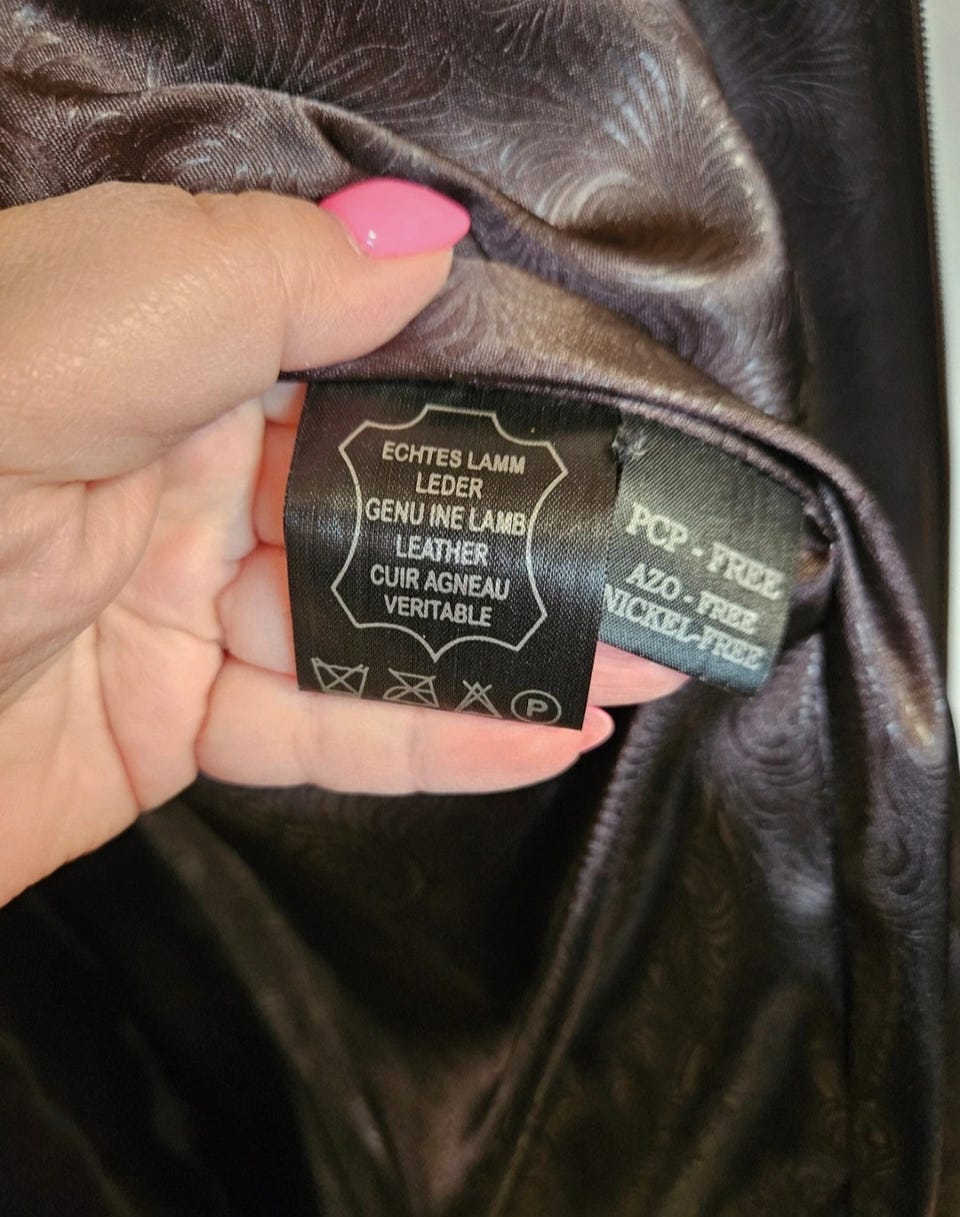 ECHTES LAMM
LEDER
GENU INE LAMB
LEATHER
CUIR AGNEAU
VERITABLE
P
PCP - FREE
AZO - FREE
NICKEL-FREE